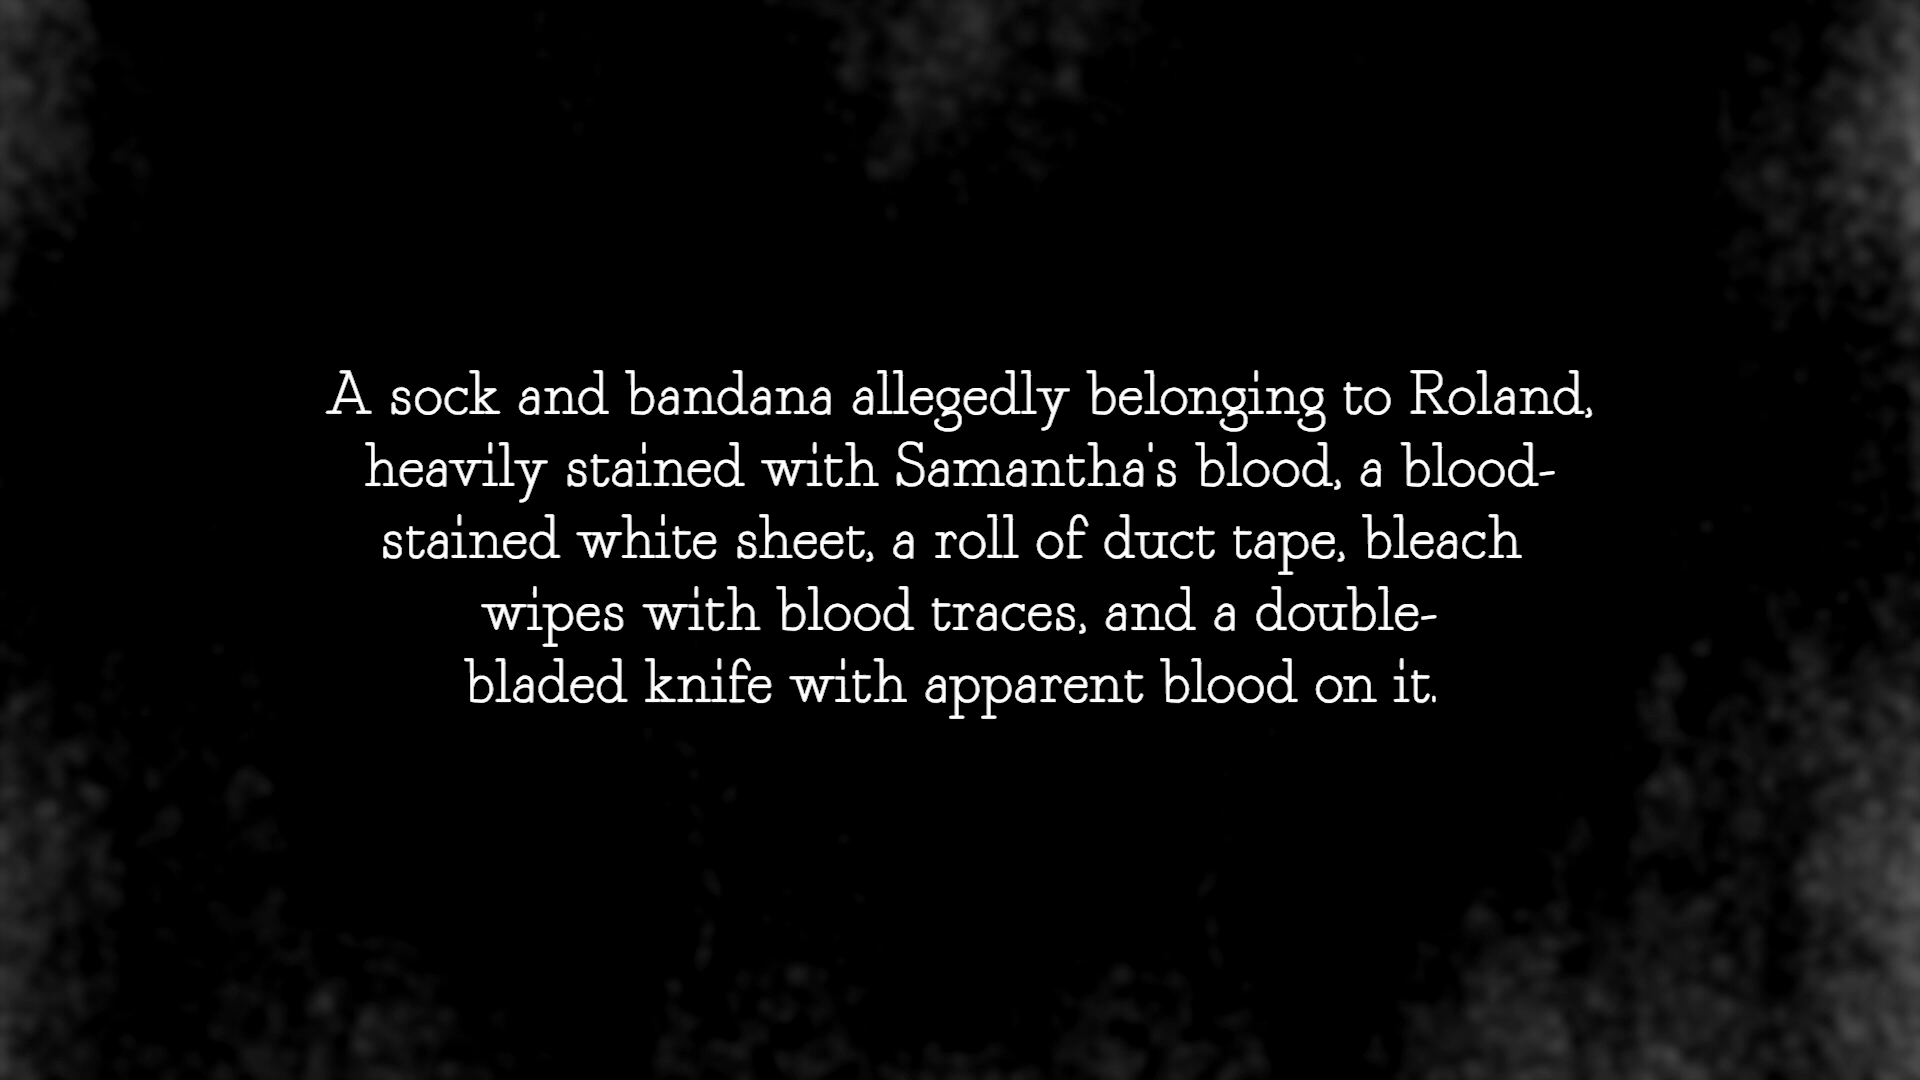 A sock and bandana allegedly belonging to Roland,
heavily stained with Samantha's blood, a blood-
stained white sheet, a roll of duct tape, bleach
wipes with blood traces, and a double-
bladed knife with apparent blood on it.